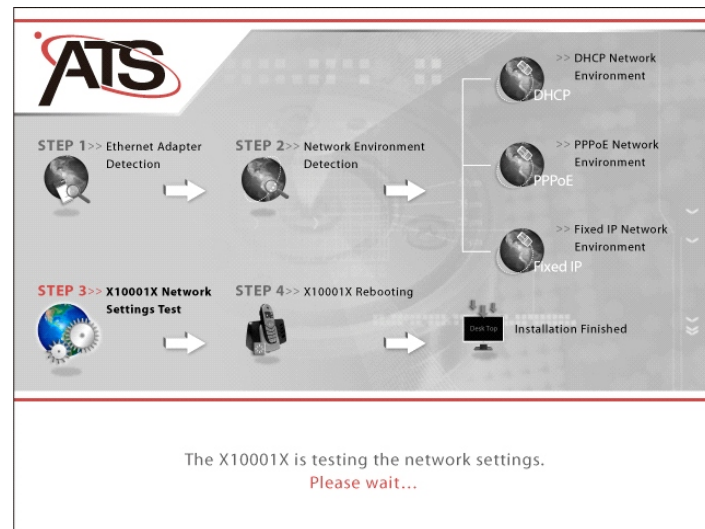 ATS
>> DHCP Network
Environment
DHCP
STEP 1>> Ethernet Adapter
Detection
STEP 2>> Network Environment
Detection
>> PPPoE Network
Environment
PPPoE
>> Fixed IP Network
Environment
Fixed IP
STEP 3>> X10001X Network
Settings Test
STEP 4>> X10001X Rebooting
Desk Top
Installation Finished
The X10001X is testing the network settings.
Please wait...